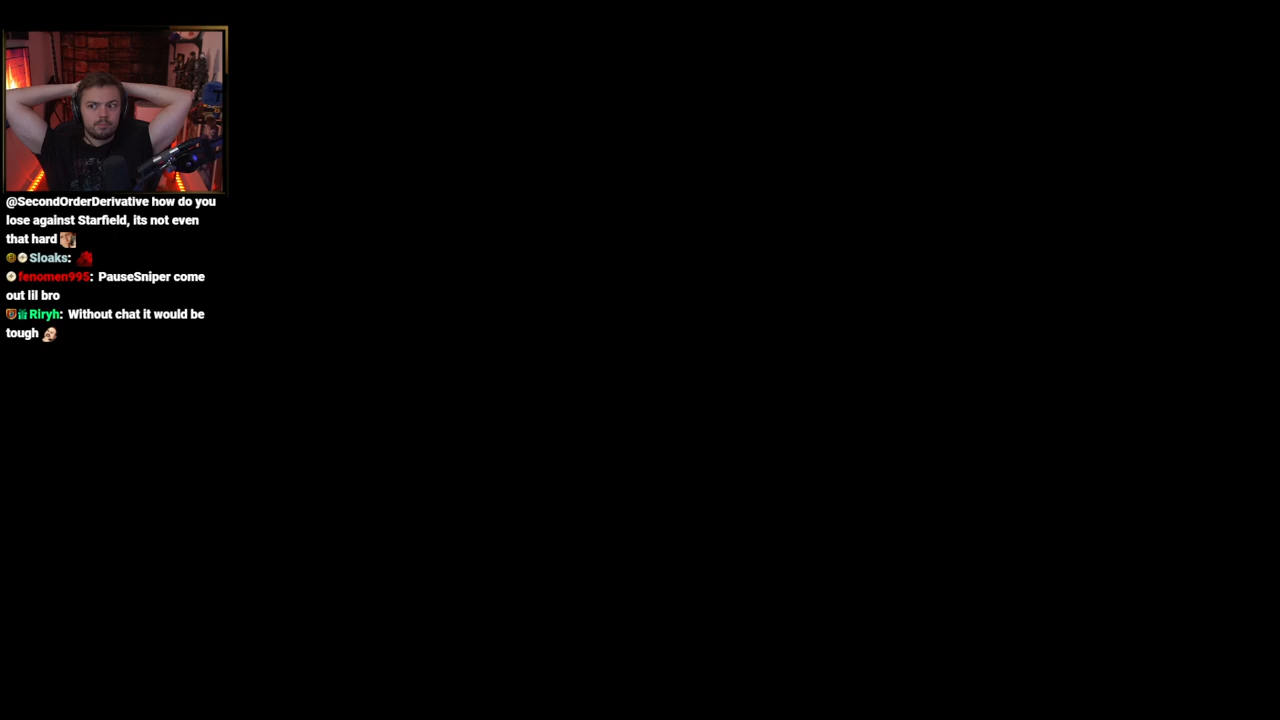 @SecondOrderDerivative how do you
lose against Starfield, its not even
that hard
Sloaks:
fenomen995: PauseSniper come
out lil bro
Riryh: Without chat it would be
tough